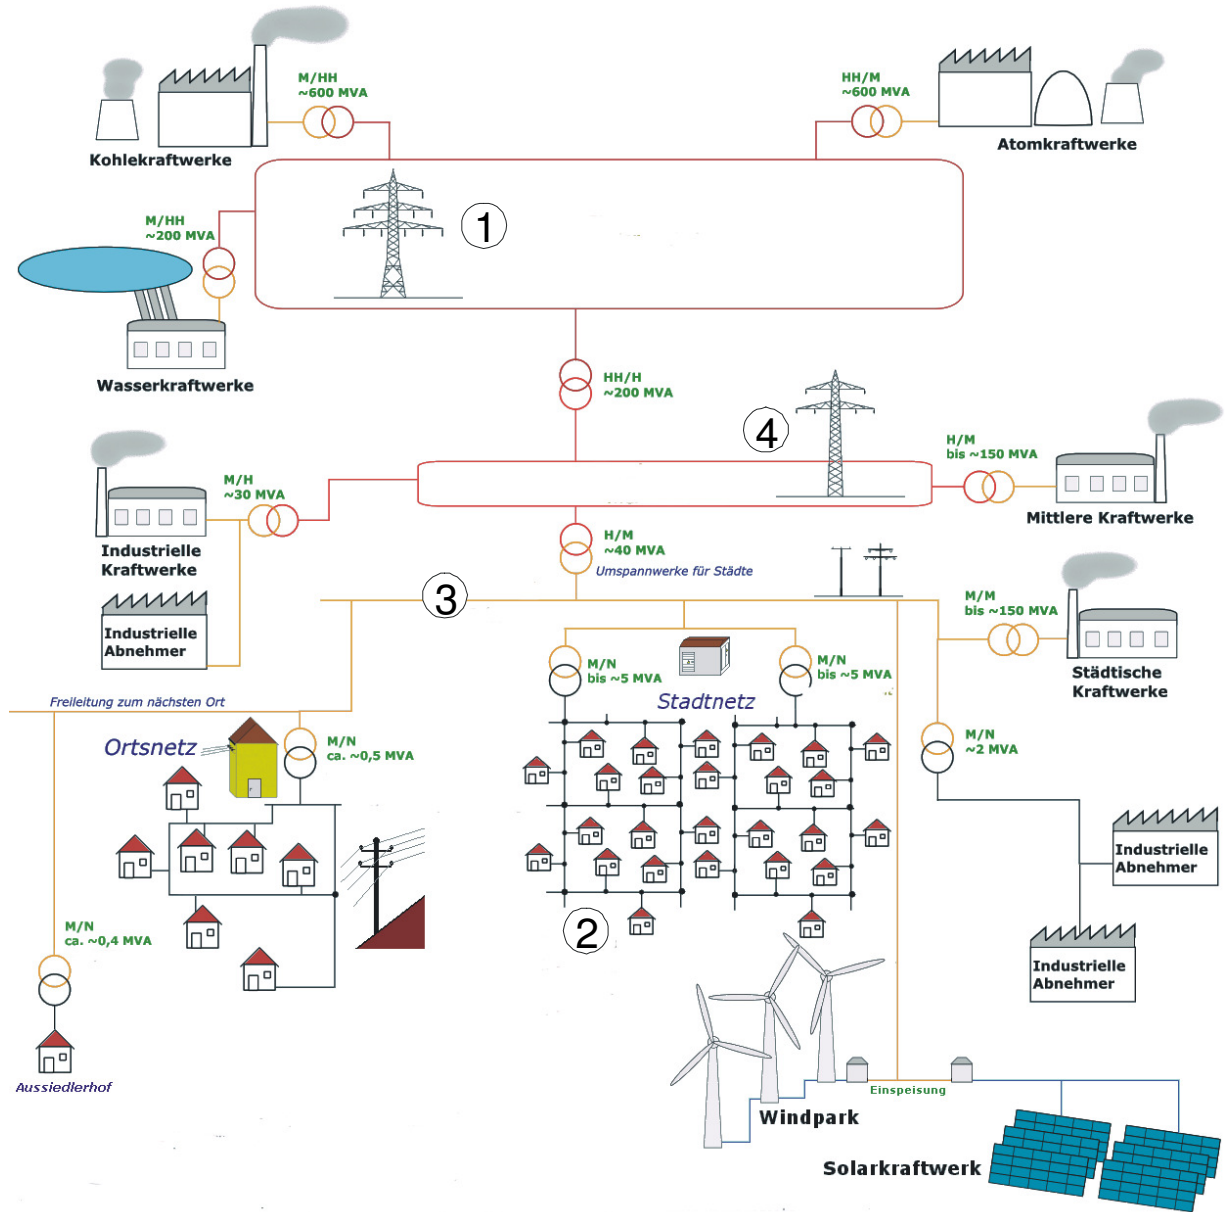 M/HH
~600 MVA
Kohlekraftwerke
HH/M
~600 MVA
Atomkraftwerke
1
M/HH
~200 MVA
Wasserkraftwerke
HH/H
~200 MVA
4
H/M
bis ~150 MVA
Mittlere Kraftwerke
M/H
~30 MVA
Industrielle
Kraftwerke
Industrielle
Abnehmer
H/M
~40 MVA
Umspannwerke für Städte
3
M/M
bis ~150 MVA
Städtische
Kraftwerke
M/N
bis ~5 MVA
M/N
bis ~5 MVA
Stadtnetz
Freileitung zum nächsten Ort
Ortsnetz
M/N
ca. ~0,5 MVA
M/N
~2 MVA
Industrielle
Abnehmer
Industrielle
Abnehmer
2
M/N
ca. ~0,4 MVA
Aussiedlerhof
Einspeisung
Windpark
Solarkraftwerk